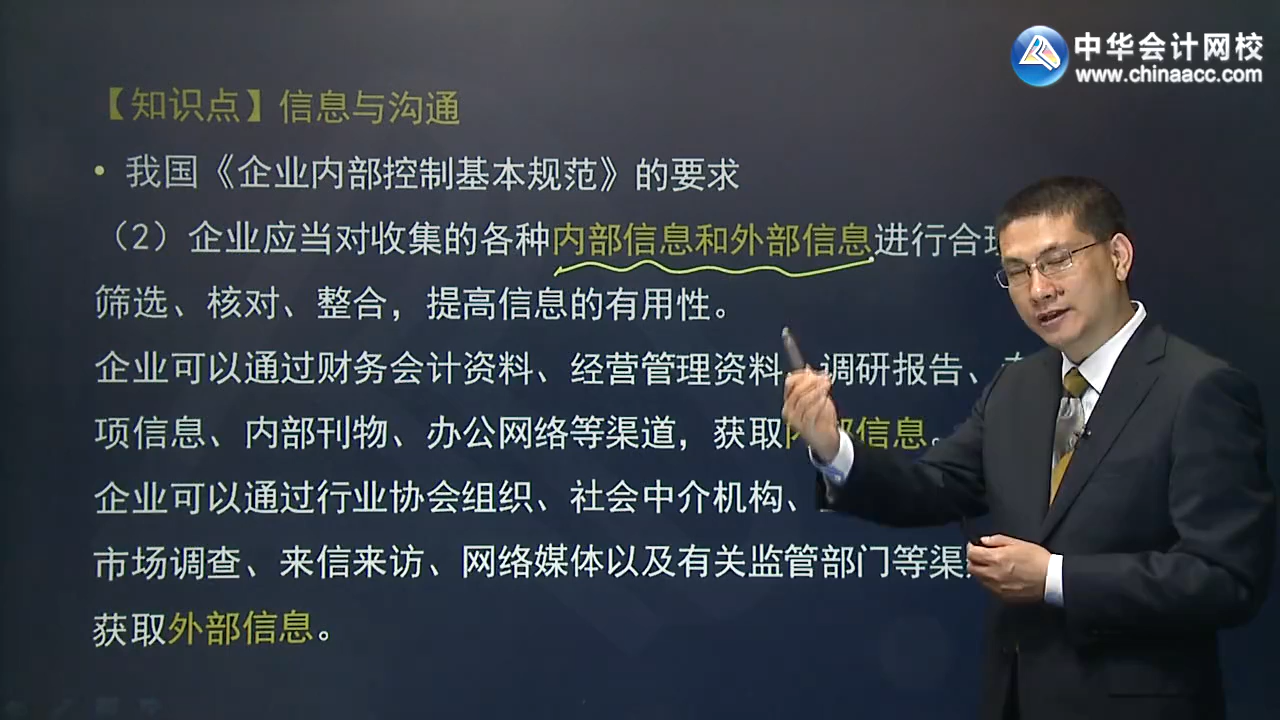 中华会计网校
www.chinaacc.com
【知识点】信息与沟通
• 我国《企业内部控制基本规范》的要求
（2）企业应当对收集的各种内部信息和外部信息进行合
筛选、核对、整合，提高信息的有用性。
企业可以通过财务会计资料、经营管理资料、调研报告、
项信息、内部刊物、办公网络等渠道，获取内部信息。
企业可以通过行业协会组织、社会中介机构、
市场调查、来信来访、网络媒体以及有关监管部门等渠
获取外部信息。